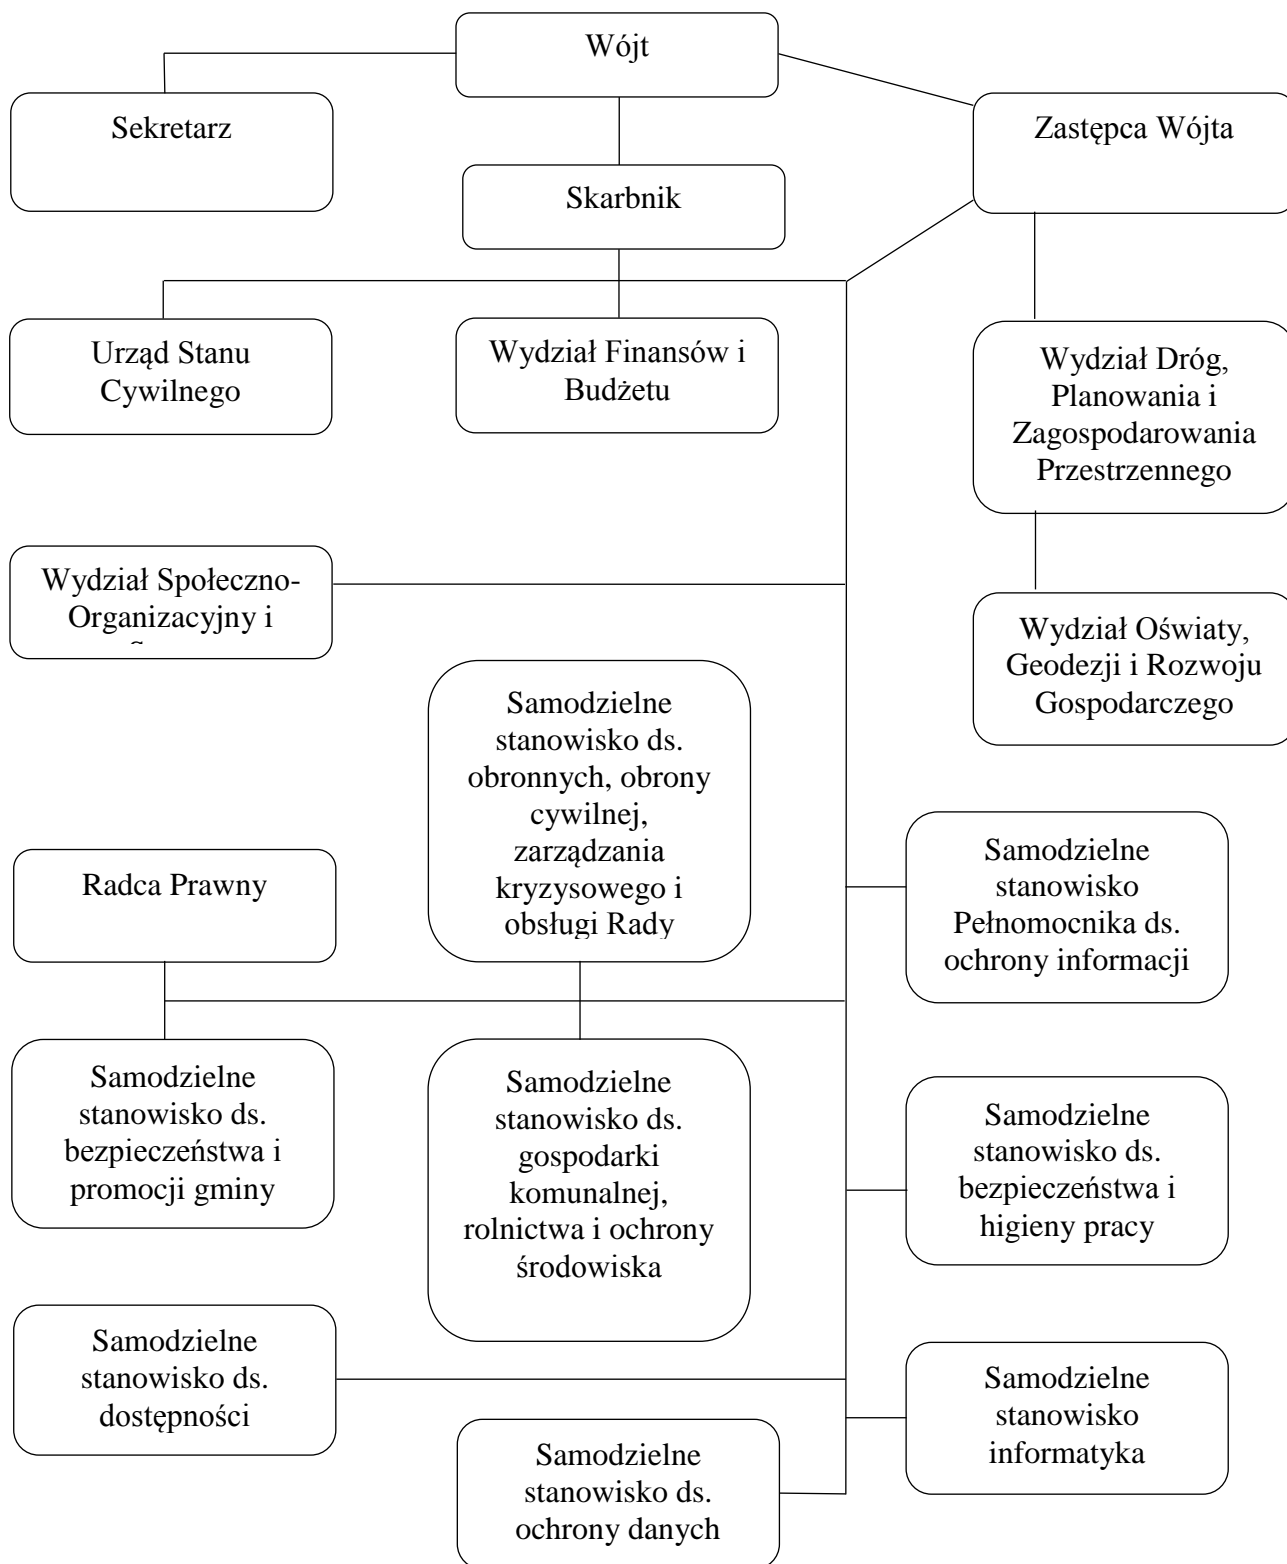 Wójt
Sekretarz
Zastępca Wójta
Skarbnik
Urząd Stanu
Cywilnego
Wydział Finansów i
Budżetu
Wydział Dróg,
Planowania i
Zagospodarowania
Przestrzennego
Wydział Społeczno-
Organizacyjny i
Wydział Oświaty,
Geodezji i Rozwoju
Gospodarczego
Samodzielne
stanowisko ds.
obronnych, obrony
cywilnej,
zarządzania
kryzysowego i
obsługi Rady
Radca Prawny
Samodzielne
stanowisko
Pełnomocnika ds.
ochrony informacji
Samodzielne
stanowisko ds.
bezpieczeństwa i
promocji gminy
Samodzielne
stanowisko ds.
gospodarki
komunalnej,
rolnictwa i ochrony
środowiska
Samodzielne
stanowisko ds.
bezpieczeństwa i
higieny pracy
Samodzielne
stanowisko ds.
dostępności
Samodzielne
stanowisko
informatyka
Samodzielne
stanowisko ds.
ochrony danych